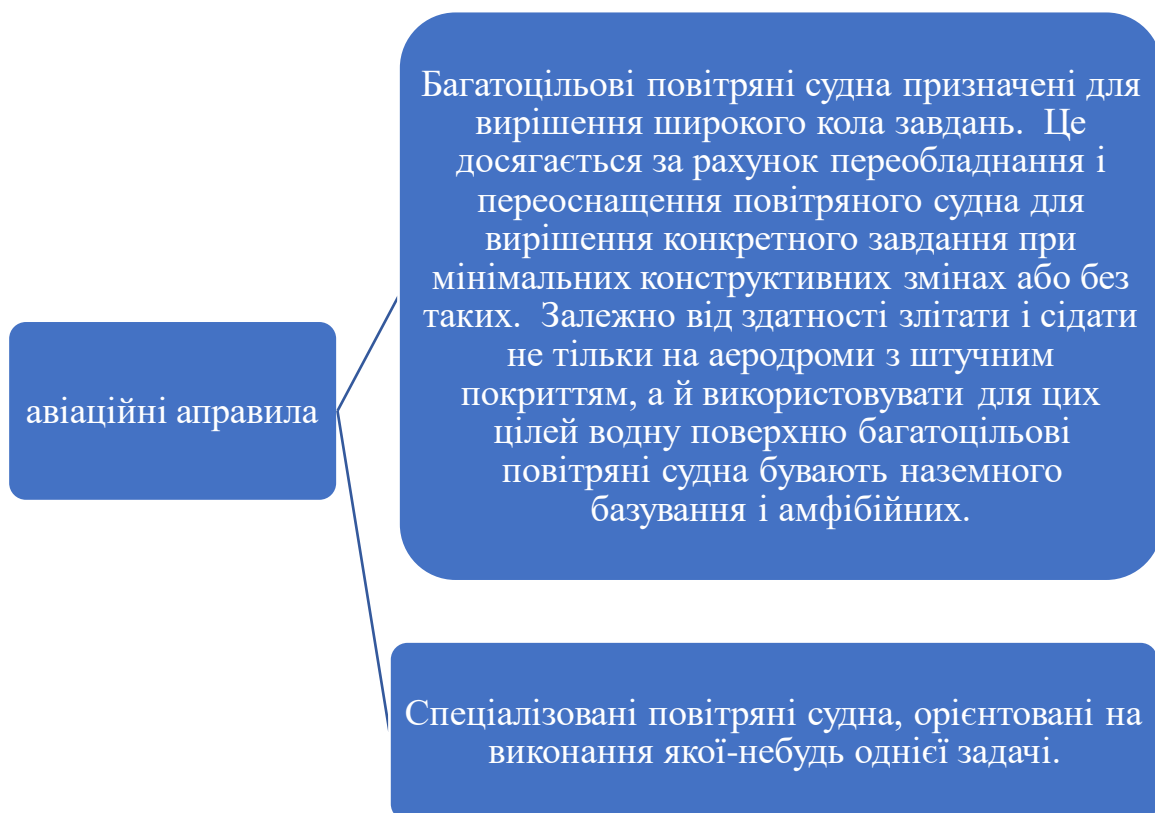 авіаційні аправила
Багатоцільові повітряні судна призначені для
вирішення широкого кола завдань.  Це
досягається за рахунок переобладнання і
переоснащення повітряного судна для
вирішення конкретного завдання при
мінімальних конструктивних змінах або без
таких.  Залежно від здатності злітати і сідати
не тільки на аеродроми з штучним
покриттям, а й використовувати для цих
цілей водну поверхню багатоцільові
повітряні судна бувають наземного
базування і амфібійних.
Спеціалізовані повітряні судна, орієнтовані на
виконання якої-небудь однієї задачі.